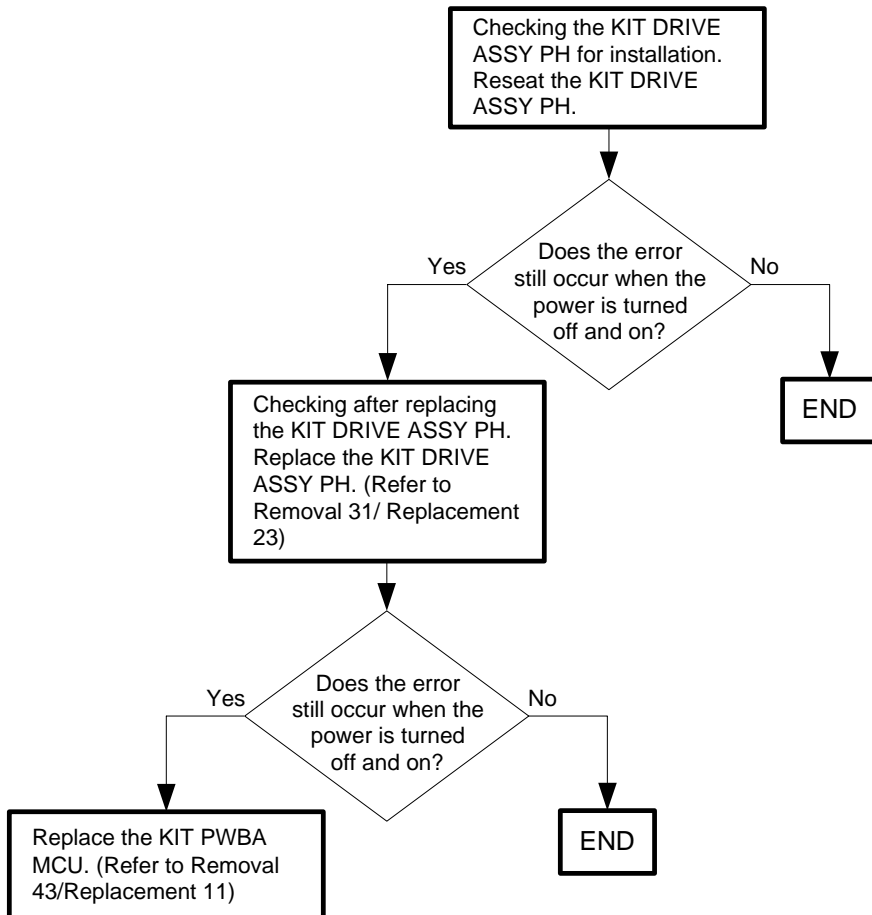 Checking the KIT DRIVE
ASSY PH for installation.
Reseat the KIT DRIVE
ASSY PH.
Does the error
still occur when the
power is turned
off and on?
Yes
No
END
Checking after replacing
the KIT DRIVE ASSY PH.
Replace the KIT DRIVE
ASSY PH. (Refer to
Removal 31/ Replacement
23)
Does the error
still occur when the
power is turned
off and on?
Yes
No
END
Replace the KIT PWBA
MCU. (Refer to Removal
43/Replacement 11)